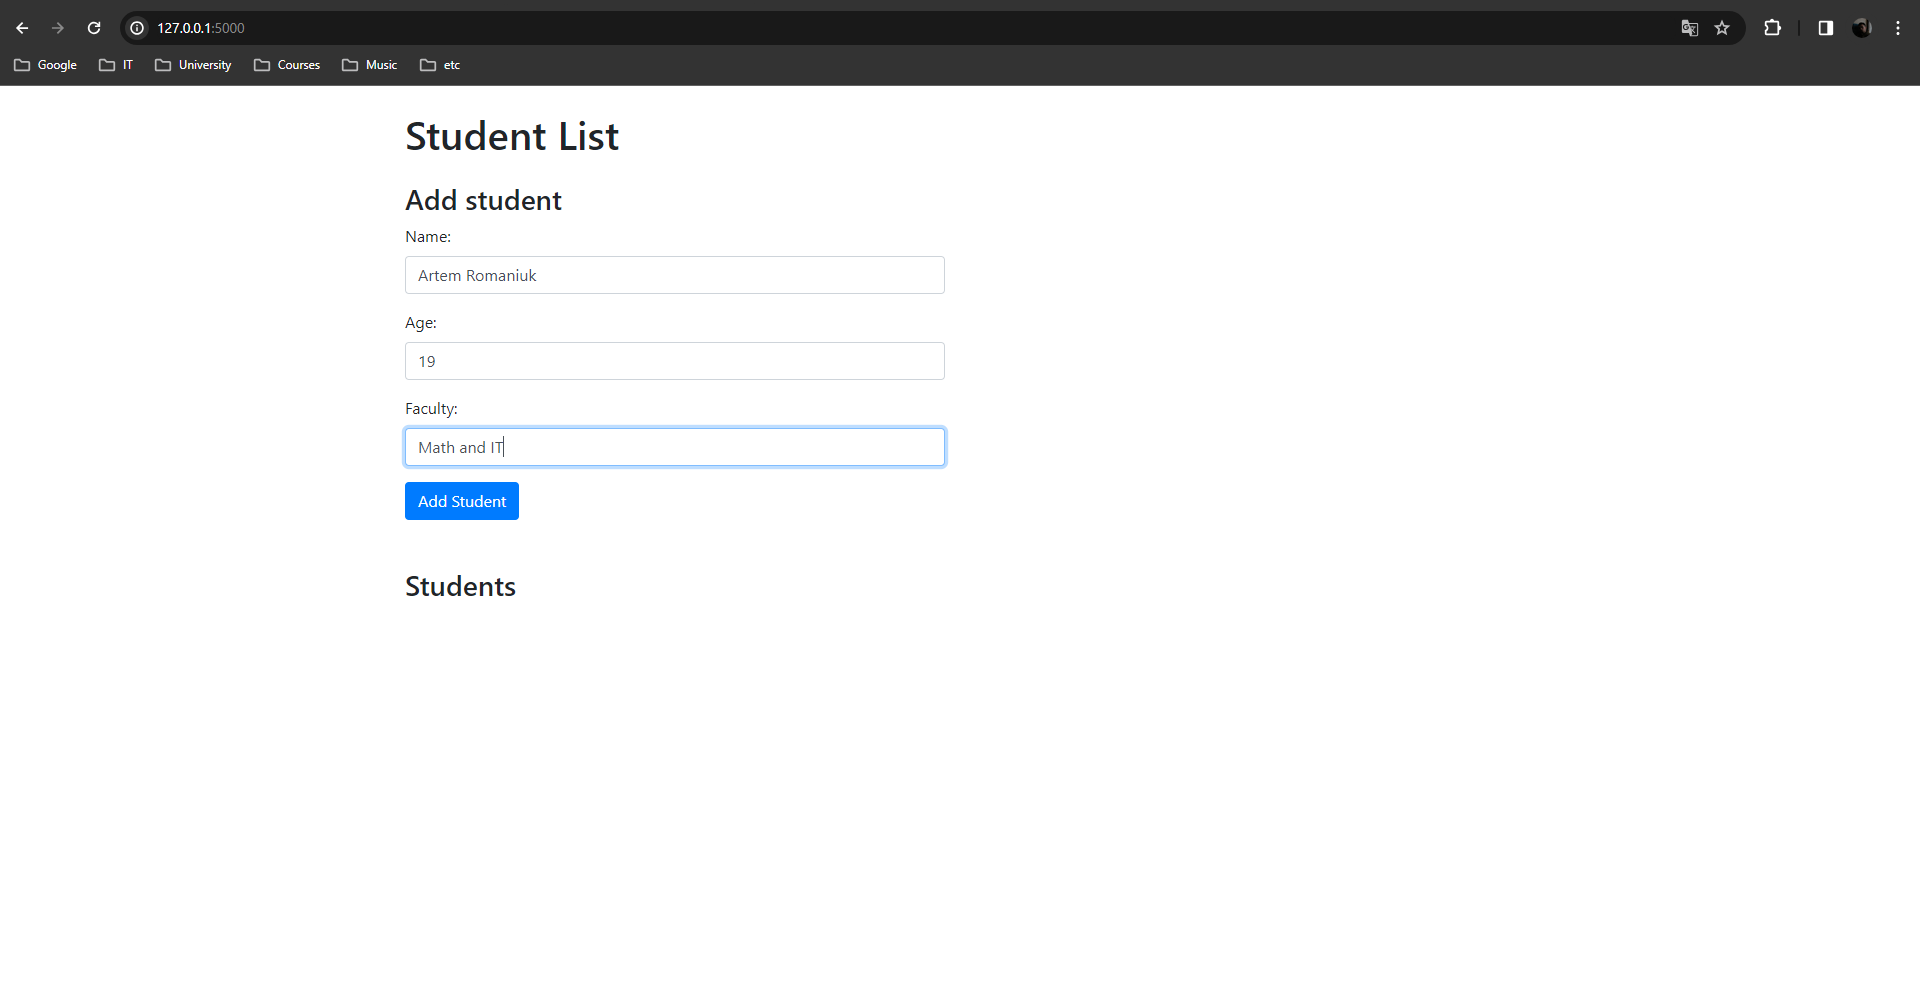 127.0.0.1:5000
Google IT University Courses Music etc
Student List
Add student
Name:
Artem Romaniuk
Age:
19
Faculty:
Math and IT
Add Student
Students